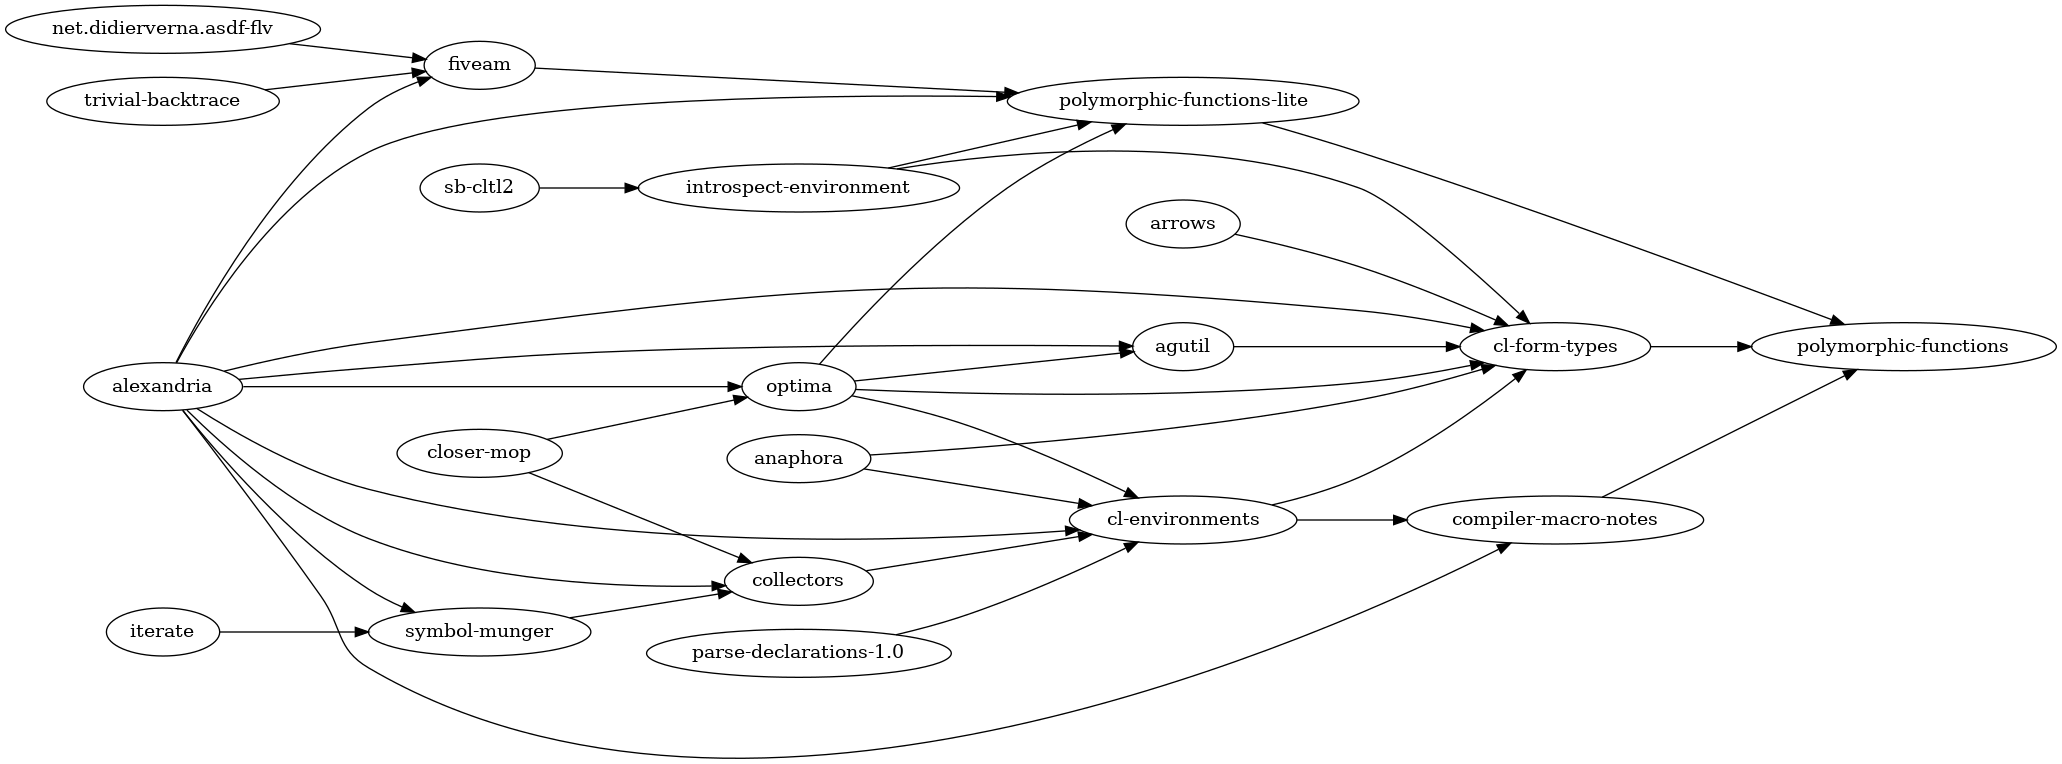 net.didierverna.asdf-flv
fiveam
trivial-backtrace
polymorphic-functions-lite
sb-cltl2
introspect-environment
arrows
agutil
cl-form-types
polymorphic-functions
alexandria
optima
closer-mop
anaphora
cl-environments
compiler-macro-notes
collectors
iterate
symbol-munger
parse-declarations-1.0